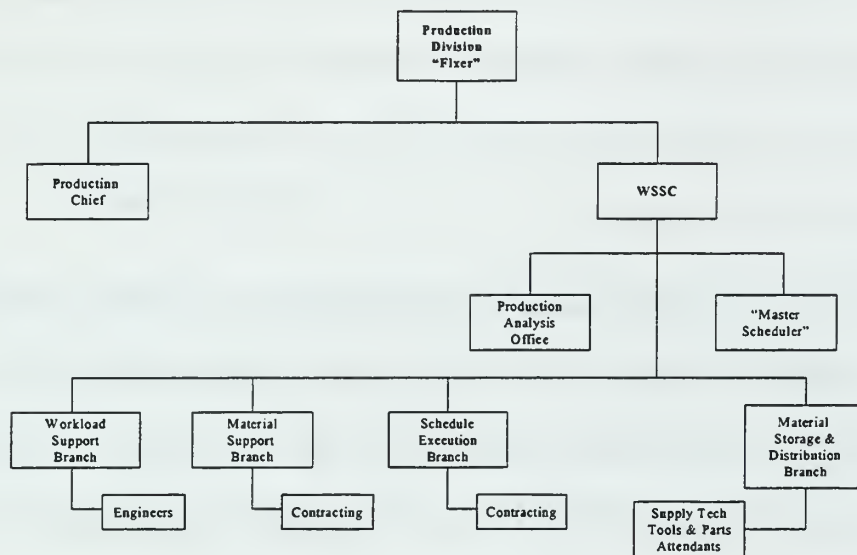 Production
Division
"Fixer"
Production
Chief
WSSC
Production
Analysis
Office
"Master
Scheduler"
Workload
Support
Branch
Material
Support
Branch
Schedule
Execution
Branch
Material
Storage &
Distribution
Branch
Engineers
Contracting
Contracting
Supply Tech
Tools & Parts
Attendants